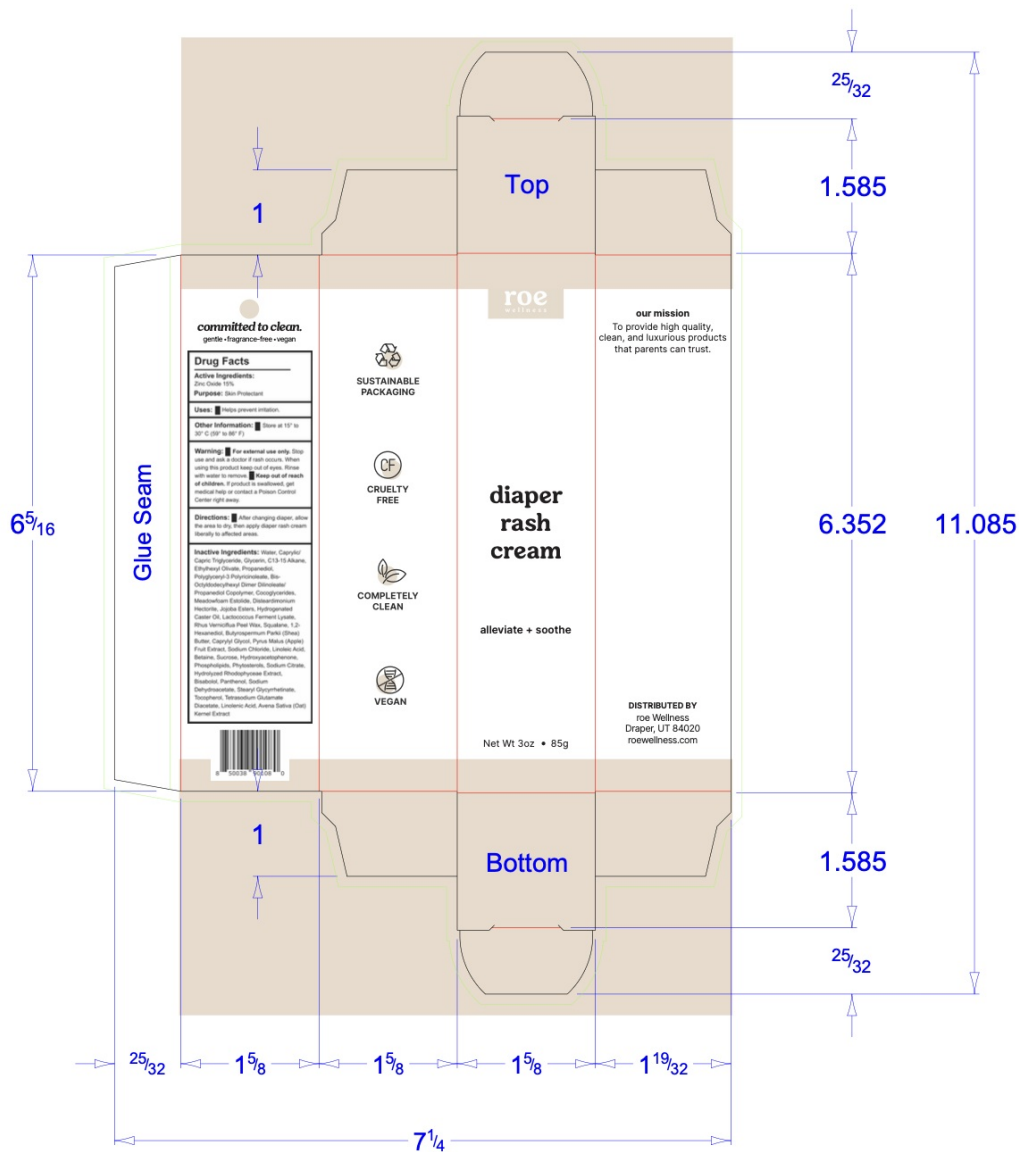 25/32
1.585
Top
1
6 5/16
Glue Seam
6.352
11.085
roe
wellness
committed to clean.
gentle • fragrance-free • vegan
Drug Facts
Active Ingredients:
Zinc Oxide 15%
Purpose: Skin Protectant
Uses: Helps prevent irritation.
Other Information: Store at 15° to
30° C (59° to 86° F)
Warning: For external use only. Stop
use and ask a doctor if rash occurs. When
using this product keep out of eyes. Rinse
with water to remove. Keep out of reach
of children. If product is swallowed, get
medical help or contact a Poison Control
Center right away.
Directions: After changing diaper, allow
the area to dry, then apply diaper rash cream
liberally to affected areas.
Inactive Ingredients: Water, Caprylic/
Capric Triglyceride, Glycerin, C13-15 Alkane,
Ethylhexyl Olivate, Propanediol,
Polyglyceryl-3 Polyricinoleate, Bis-
Octyldodecylhexyl Dimer Dilinoleate/
Propanediol Copolymer, Cocoglycerides,
Meadowfoam Estolide, Disteardimonium
Hectorite, Jojoba Esters, Hydrogenated
Caster Oil, Lactococcus Ferment Lysate,
Rhus Verniciflua Peel Wax, Squalane, 1,2-
Hexanediol, Butyrospermum Parkii (Shea)
Butter, Caprylyl Glycol, Pyrus Malus (Apple)
Fruit Extract, Sodium Chloride, Linoleic Acid,
Betaine, Sucrose, Hydroxyacetophenone,
Phospholipids, Phytosterols, Sodium Citrate,
Hydrolyzed Rhodophyceae Extract,
Bisabolol, Panthenol, Sodium
Dehydroacetate, Stearyl Glycyrrhetinate,
Tocopherol, Tetrasodium Glutamate
Diacetate, Linolenic Acid, Avena Sativa (Oat)
Kernel Extract
SUSTAINABLE
PACKAGING
CF
CRUELTY
FREE
COMPLETELY
CLEAN
VEGAN
diaper
rash
cream
alleviate + soothe
Net Wt 3oz • 85g
our mission
To provide high quality,
clean, and luxurious products
that parents can trust.
DISTRIBUTED BY
roe Wellness
Draper, UT 84020
roewellness.com
1
Bottom
1.585
25/32
25/32
1 5/8
1 5/8
1 5/8
1 19/32
7 1/4